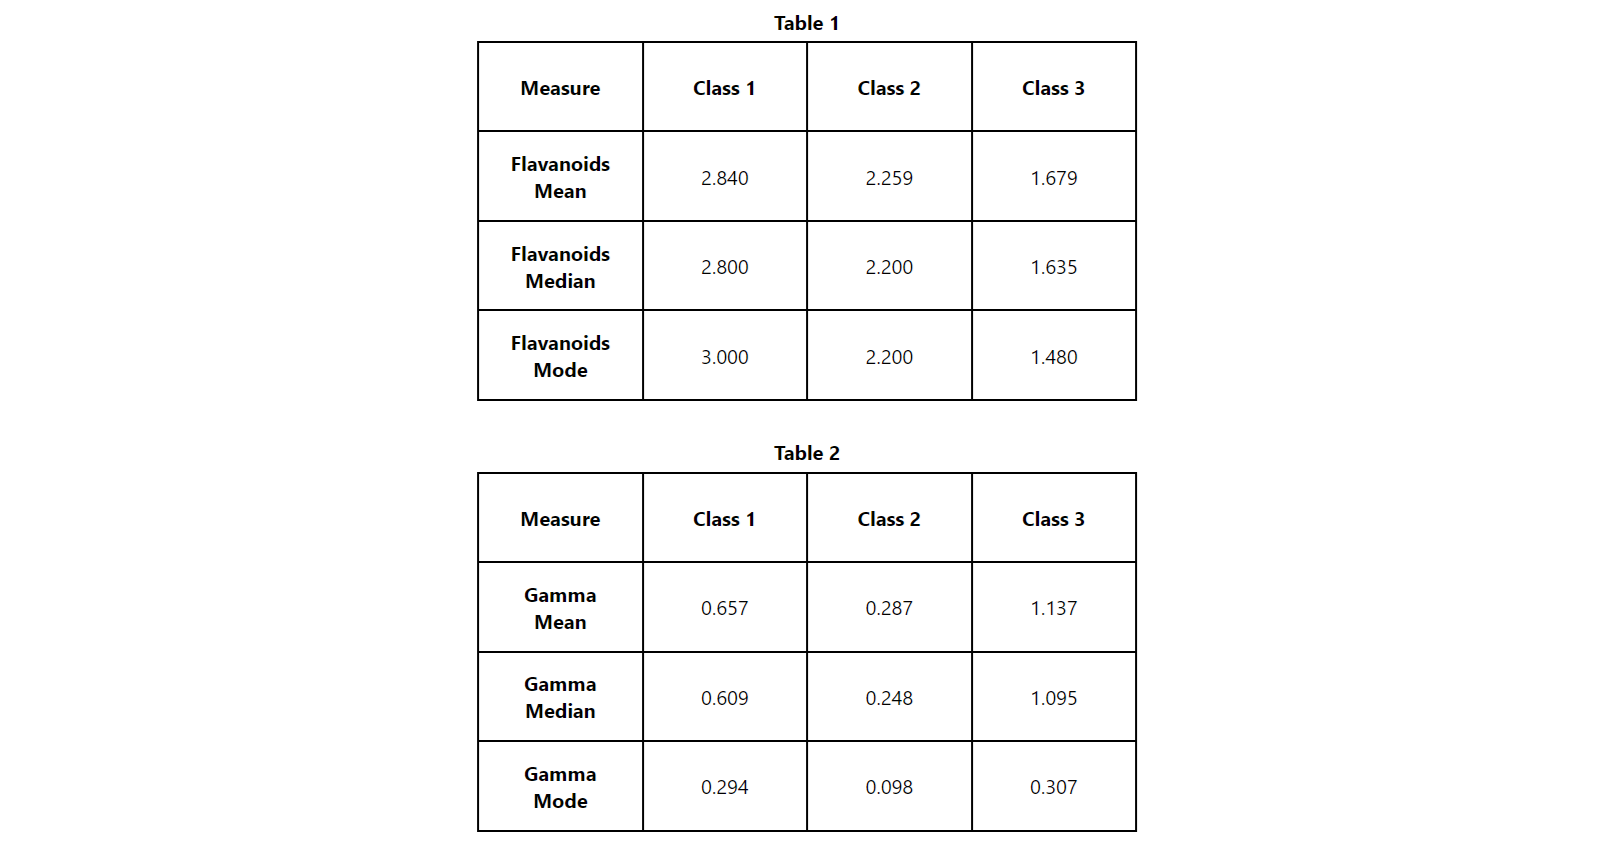 Table 1
Measure Class 1 Class 2 Class 3
Flavanoids
Mean 2.840 2.259 1.679
Flavanoids
Median 2.800 2.200 1.635
Flavanoids
Mode 3.000 2.200 1.480
Table 2
Measure Class 1 Class 2 Class 3
Gamma
Mean 0.657 0.287 1.137
Gamma
Median 0.609 0.248 1.095
Gamma
Mode 0.294 0.098 0.307